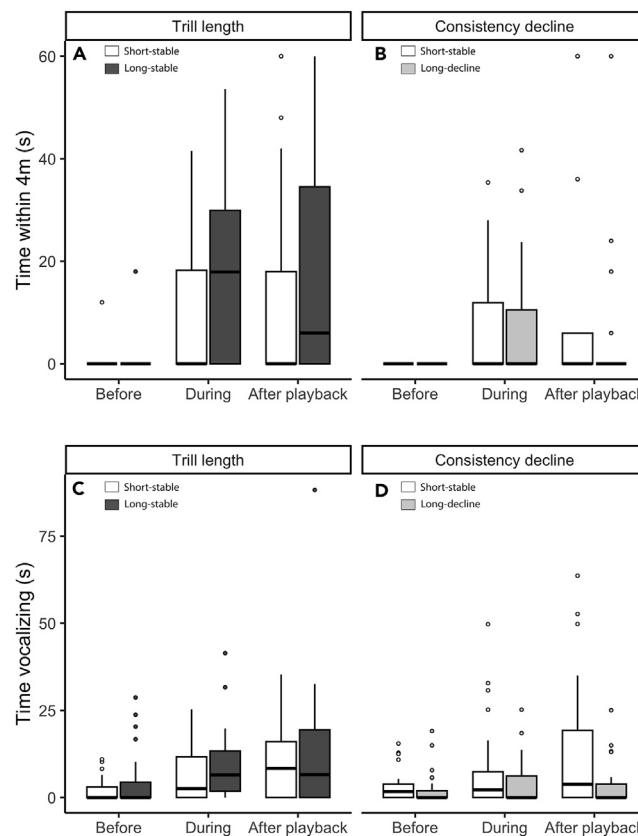 Trill length
Consistency decline
A
Short-stable
Long-stable
B
Short-stable
Long-decline
Time within 4m (s)
60
40
20
0
Before
During
After playback
Before
During
After playback
Trill length
Consistency decline
C
Short-stable
Long-stable
D
Short-stable
Long-decline
Time vocalizing (s)
75
50
25
0
Before
During
After playback
Before
During
After playback